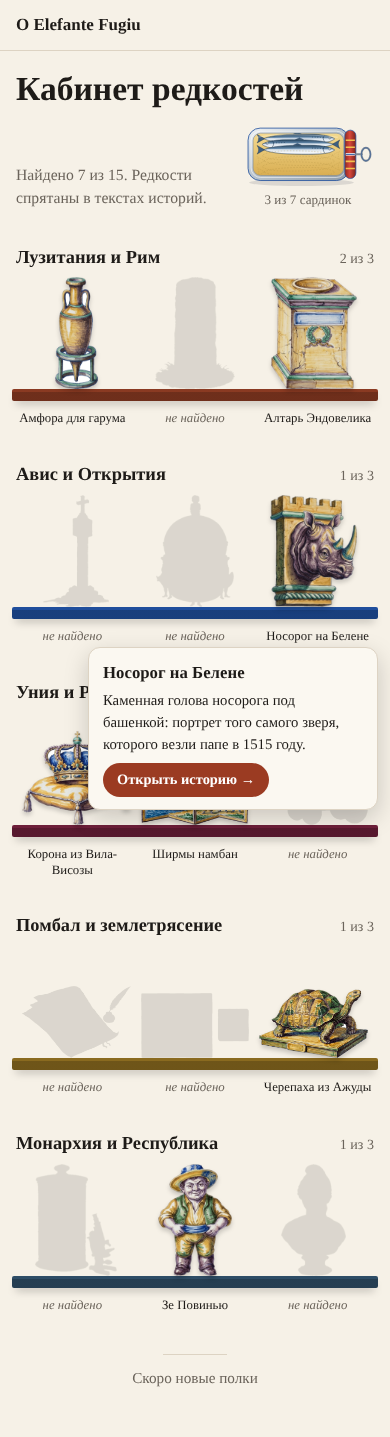 O Elefante Fugiu
Кабинет редкостей
Найдено 7 из 15. Редкости
спрятаны в текстах историй.
3 из 7 сардинок
Лузитания и Рим
2 из 3
Амфора для гарума
не найдено
Алтарь Эндовелика
Авис и Открытия
1 из 3
не найдено
не найдено
Носорог на Белене
Уния и
Носорог на Белене
Каменная голова носорога под
башенкой: портрет того самого зверя,
которого везли папе в 1515 году.
Открыть историю →
Корона из Вила-
Висозы
Ширмы намбан
не найдено
Помбал и землетрясение
1 из 3
не найдено
не найдено
Черепаха из Ажуды
Монархия и Республика
1 из 3
не найдено
Зе Повинью
не найдено
Скоро новые полки